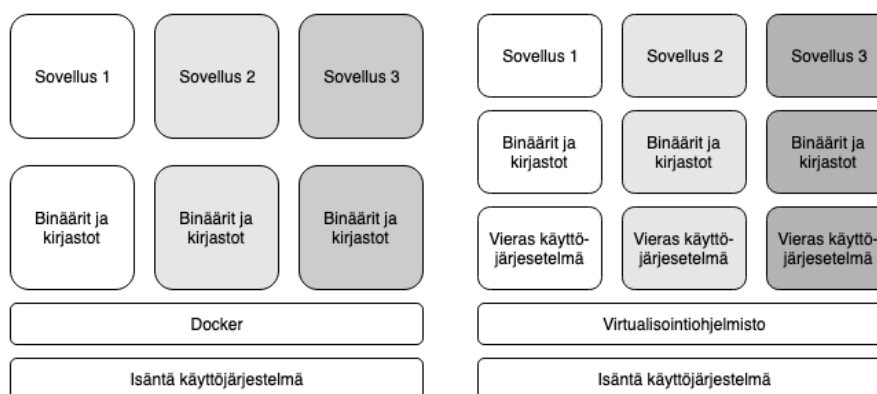 Sovellus 1
Sovellus 2
Sovellus 3
Binäärit ja
kirjastot
Binäärit ja
kirjastot
Binäärit ja
kirjastot
Docker
Isäntä käyttöjärjestelmä
Sovellus 1
Sovellus 2
Sovellus 3
Binäärit ja
kirjastot
Binäärit ja
kirjastot
Binäärit ja
kirjastot
Vieras käyttö-
järjesetelmä
Vieras käyttö-
järjesetelmä
Vieras käyttö-
järjesetelmä
Virtualisointiohjelmisto
Isäntä käyttöjärjestelmä